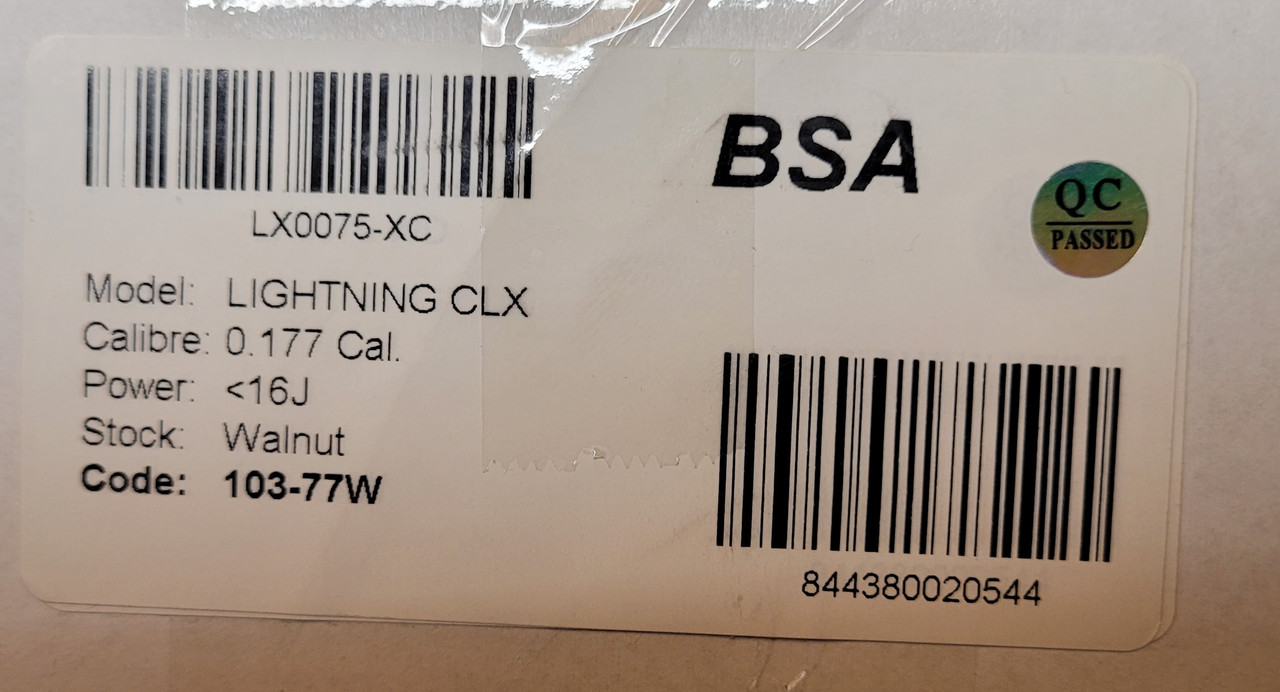 LX0075-XC
Model: LIGHTNING CLX
Calibre: 0.177 Cal.
Power: <16J
Stock: Walnut
Code: 103-77W
BSA
QC
PASSED
844380020544